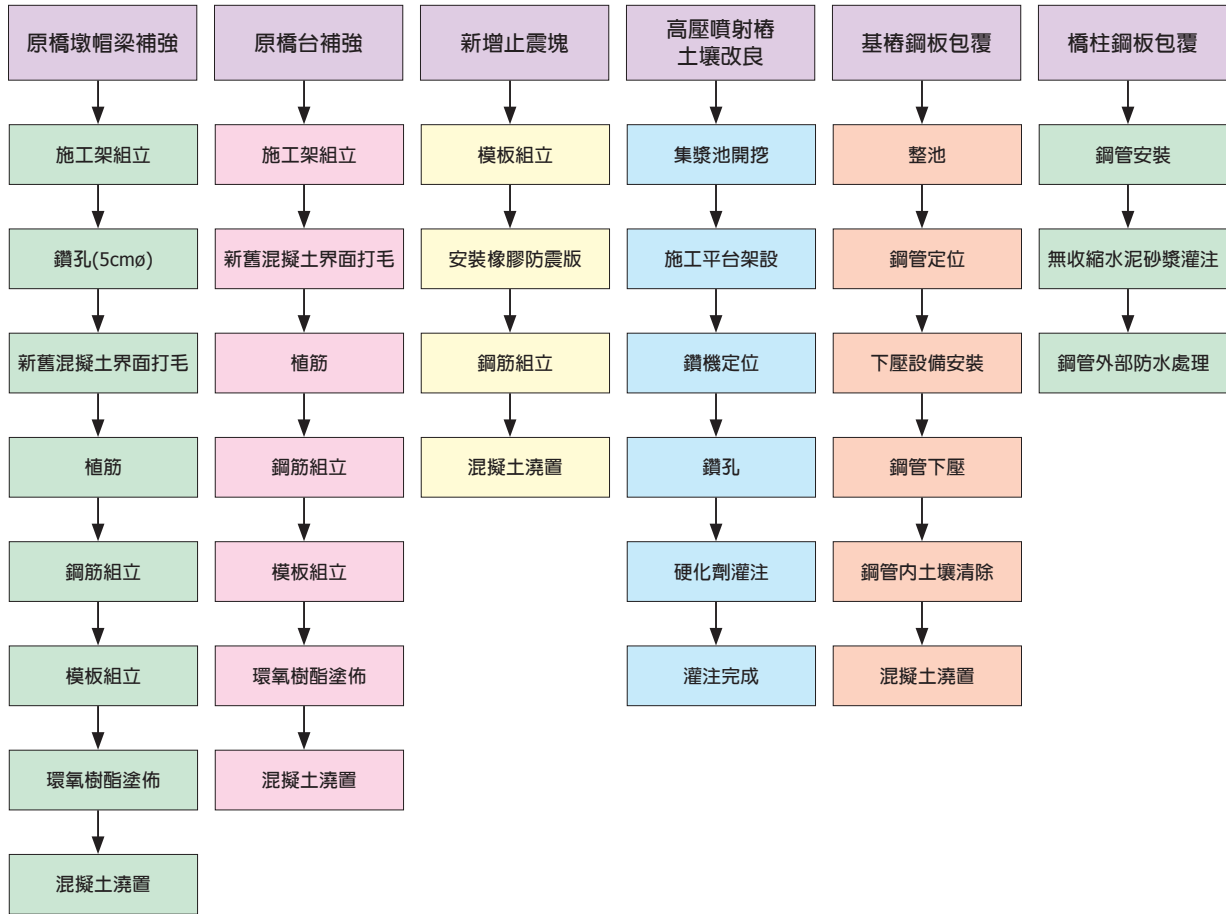 原橋墩帽梁補強
施工架組立
鑽孔(5cmø)
新舊混凝土界面打毛
植筋
鋼筋組立
模板組立
環氧樹酯塗佈
混擬土澆置
原橋台補強
施工架組立
新舊混凝土界面打毛
植筋
鋼筋組立
模板組立
環氧樹酯塗佈
混擬土澆置
新增止震塊
模板組立
安裝橡膠防震版
鋼筋組立
混擬土澆置
高壓噴射樁
土壤改良
集漿池開挖
施工平台架設
鑽機定位
鑽孔
硬化劑灌注
灌注完成
基樁鋼板包覆
整池
鋼管定位
下壓設備安裝
鋼管下壓
鋼管內土壤清除
混擬土澆置
橋柱鋼板包覆
鋼管安裝
無收縮水泥砂漿灌注
鋼管外部防水處理